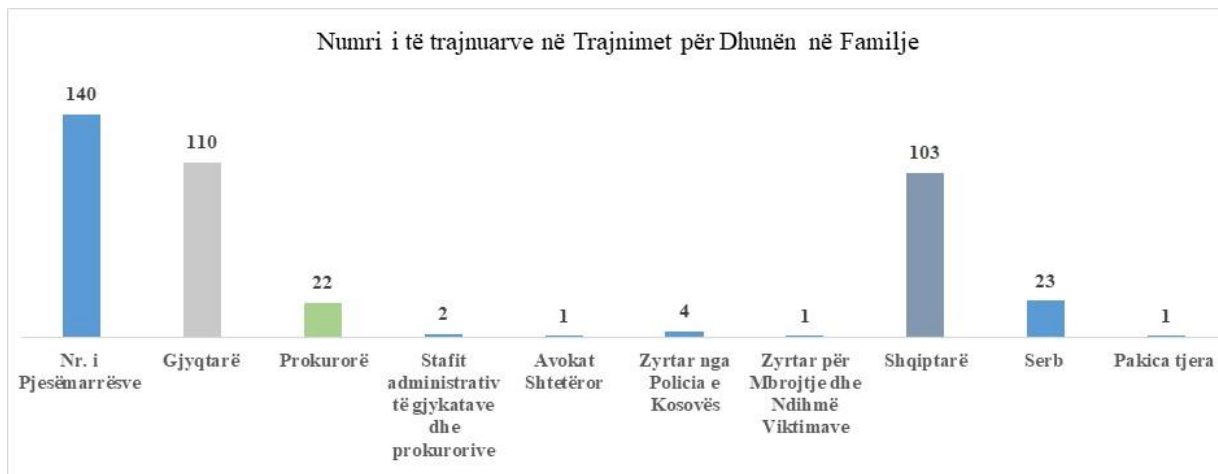 Numri i të trajnuarve në Trajnimet për Dhunën në Familje
140
110
22
2
1
4
1
103
23
1
Nr. i
Pjesëmarrësve
Gjyqtarë
Prokurorë
Stafit
administrativ
të gjykatave
dhe
prokurorive
Avokat
Shtetëror
Zyrtar nga
Policia e
Kosovës
Zyrtar për
Mbrojtje dhe
Ndihmë
Viktimave
Shqiptarë
Serb
Pakica tjera